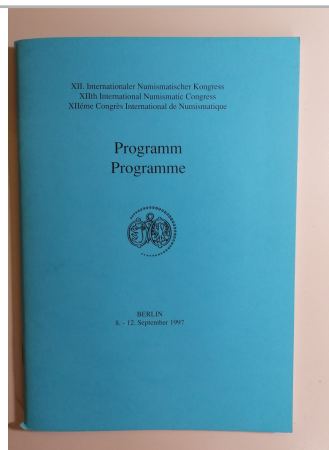 XII. Internationaler Numismatischer Kongress
XIIth International Numismatic Congress
XIIéme Congrès International de Numismatique
Programm
Programme
BERLIN
8. - 12. September 1997